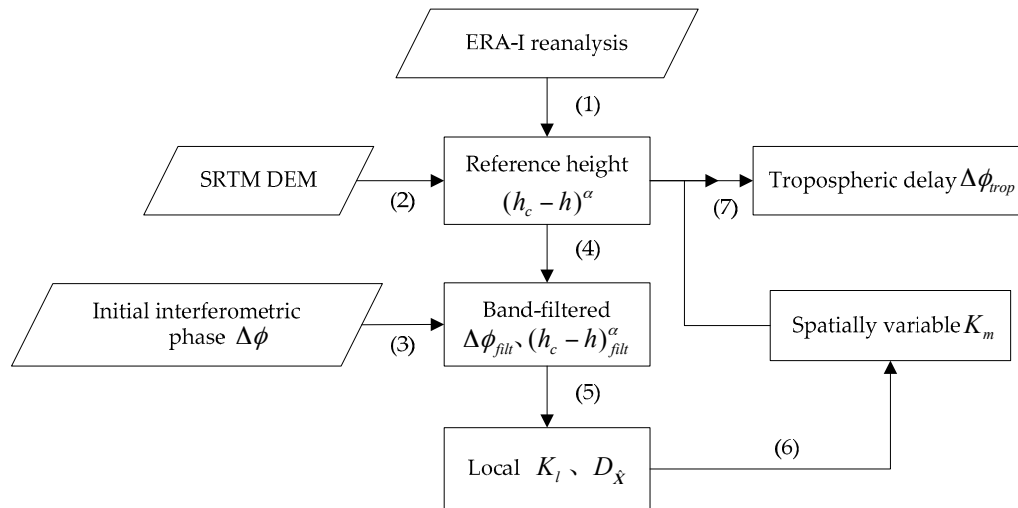 ERA-I reanalysis
(1)
SRTM DEM
(2)
Reference height
(h_c − h)^α
(7)
Tropospheric delay Δϕ_trop
(4)
Initial interferometric
phase Δϕ
(3)
Band-filtered
Δϕ_filt、(h_c − h)^α_filt
Spatially variable K_m
(5)
(6)
Local K_l 、 D_X̂